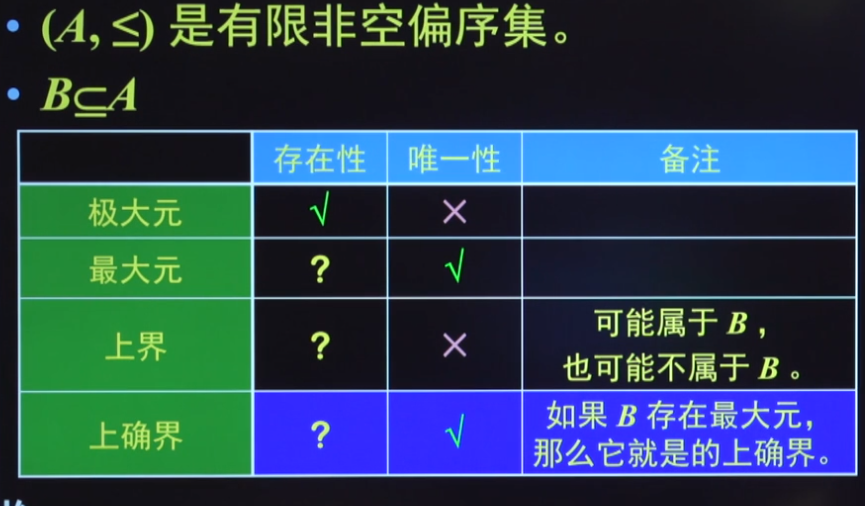 • (A, ≤) 是有限非空偏序集。
• B⊆A
存在性 唯一性 备注
极大元 √ ×
最大元 ? √
上界 ? × 可能属于 B，
也可能不属于 B 。
上确界 ? √ 如果 B 存在最大元，
那么它就是的上确界。